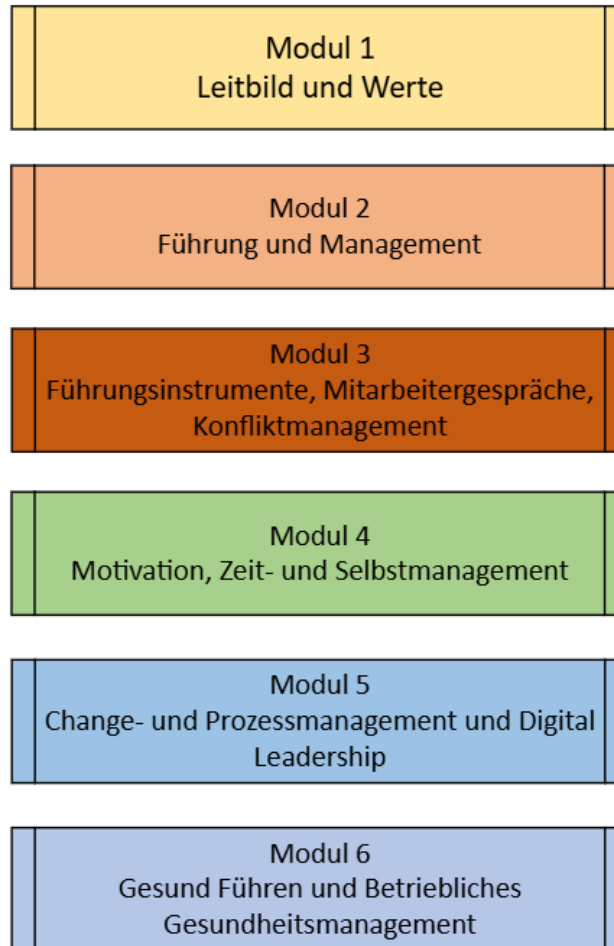 Modul 1
Leitbild und Werte
Modul 2
Führung und Management
Modul 3
Führungsinstrumente, Mitarbeitergespräche,
Konfliktmanagement
Modul 4
Motivation, Zeit- und Selbstmanagement
Modul 5
Change- und Prozessmanagement und Digital
Leadership
Modul 6
Gesund Führen und Betriebliches
Gesundheitsmanagement